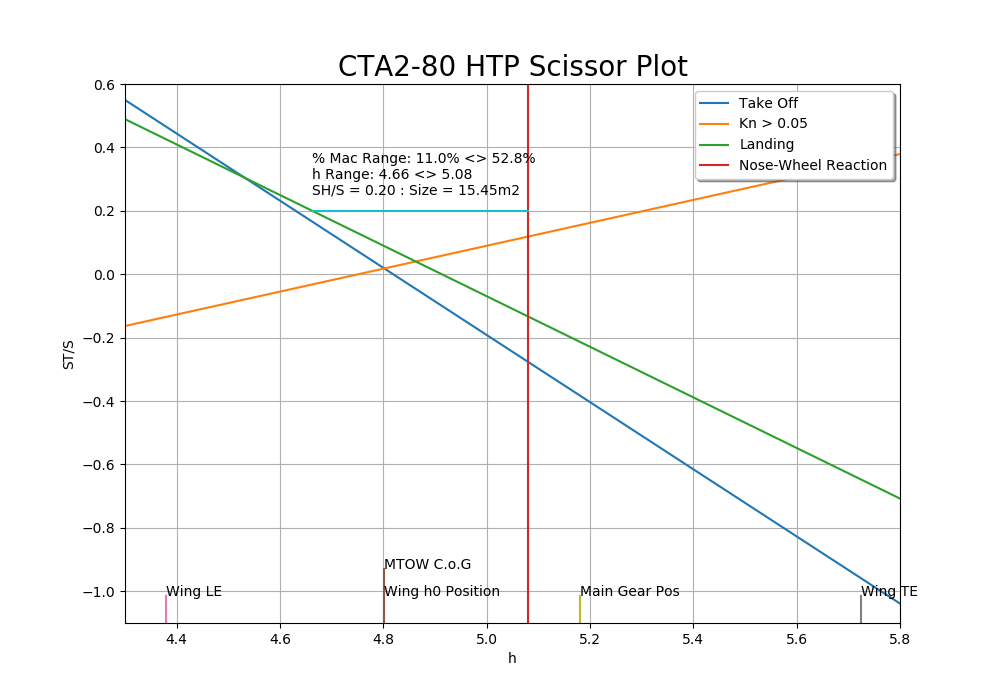 CTA2-80 HTP Scissor Plot
0.6
0.4
0.2
0.0
−0.2
−0.4
−0.6
−0.8
−1.0
ST/S
Take Off
Kn > 0.05
Landing
Nose-Wheel Reaction
% Mac Range: 11.0% <> 52.8%
h Range: 4.66 <> 5.08
SH/S = 0.20 : Size = 15.45m2
MTOW C.o.G
Wing LE
Wing h0 Position
Main Gear Pos
Wing TE
4.4
4.6
4.8
5.0
5.2
5.4
5.6
5.8
h